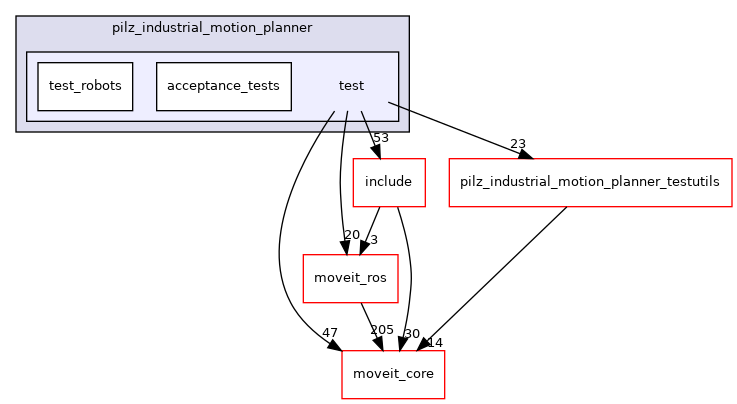 pilz_industrial_motion_planner
test_robots
acceptance_tests
test
53
23
include
pilz_industrial_motion_planner_testutils
20
3
moveit_ros
47
205
30
14
moveit_core